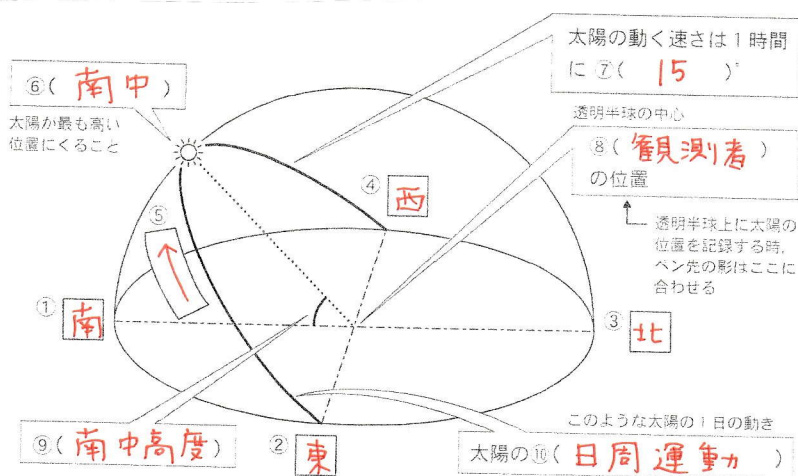 太陽の動く速さは1時間
に ⑦( 15 )°
⑥( 南中 )
太陽が最も高い
位置にくること
透明半球の中心
⑧( 観測者 )
の位置
④ 西
透明半球上に太陽の
位置を記録する時,
ペン先の影はここに
合わせる
⑤
① 南
③ 北
このような太陽の1日の動き
⑨( 南中高度 )
② 東
太陽の⑩( 日周運動 )